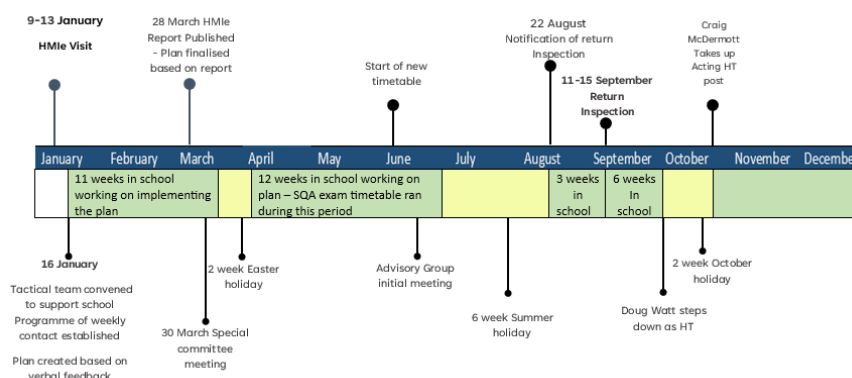 9-13 January
HMIe Visit
28 March HMIe
Report Published
- Plan finalised
based on report
Start of new
timetable
22 August
Notification of return
Inspection
11-15 September
Return
Inspection
Craig
McDermott
Takes up
Acting HT
post
January February March April May June July August September October November December
11 weeks in school
working on implementing
the plan
12 weeks in school working on
plan – SQA exam timetable ran
during this period
3 weeks
in
school
6 weeks
In
school
16 January
Tactical team convened
to support school
Programme of weekly
contact established
Plan created based on
verbal feedback
30 March Special
committee
meeting
2 week Easter
holiday
Advisory Group
initial meeting
6 week Summer
holiday
Doug Watt steps
down as HT
2 week October
holiday